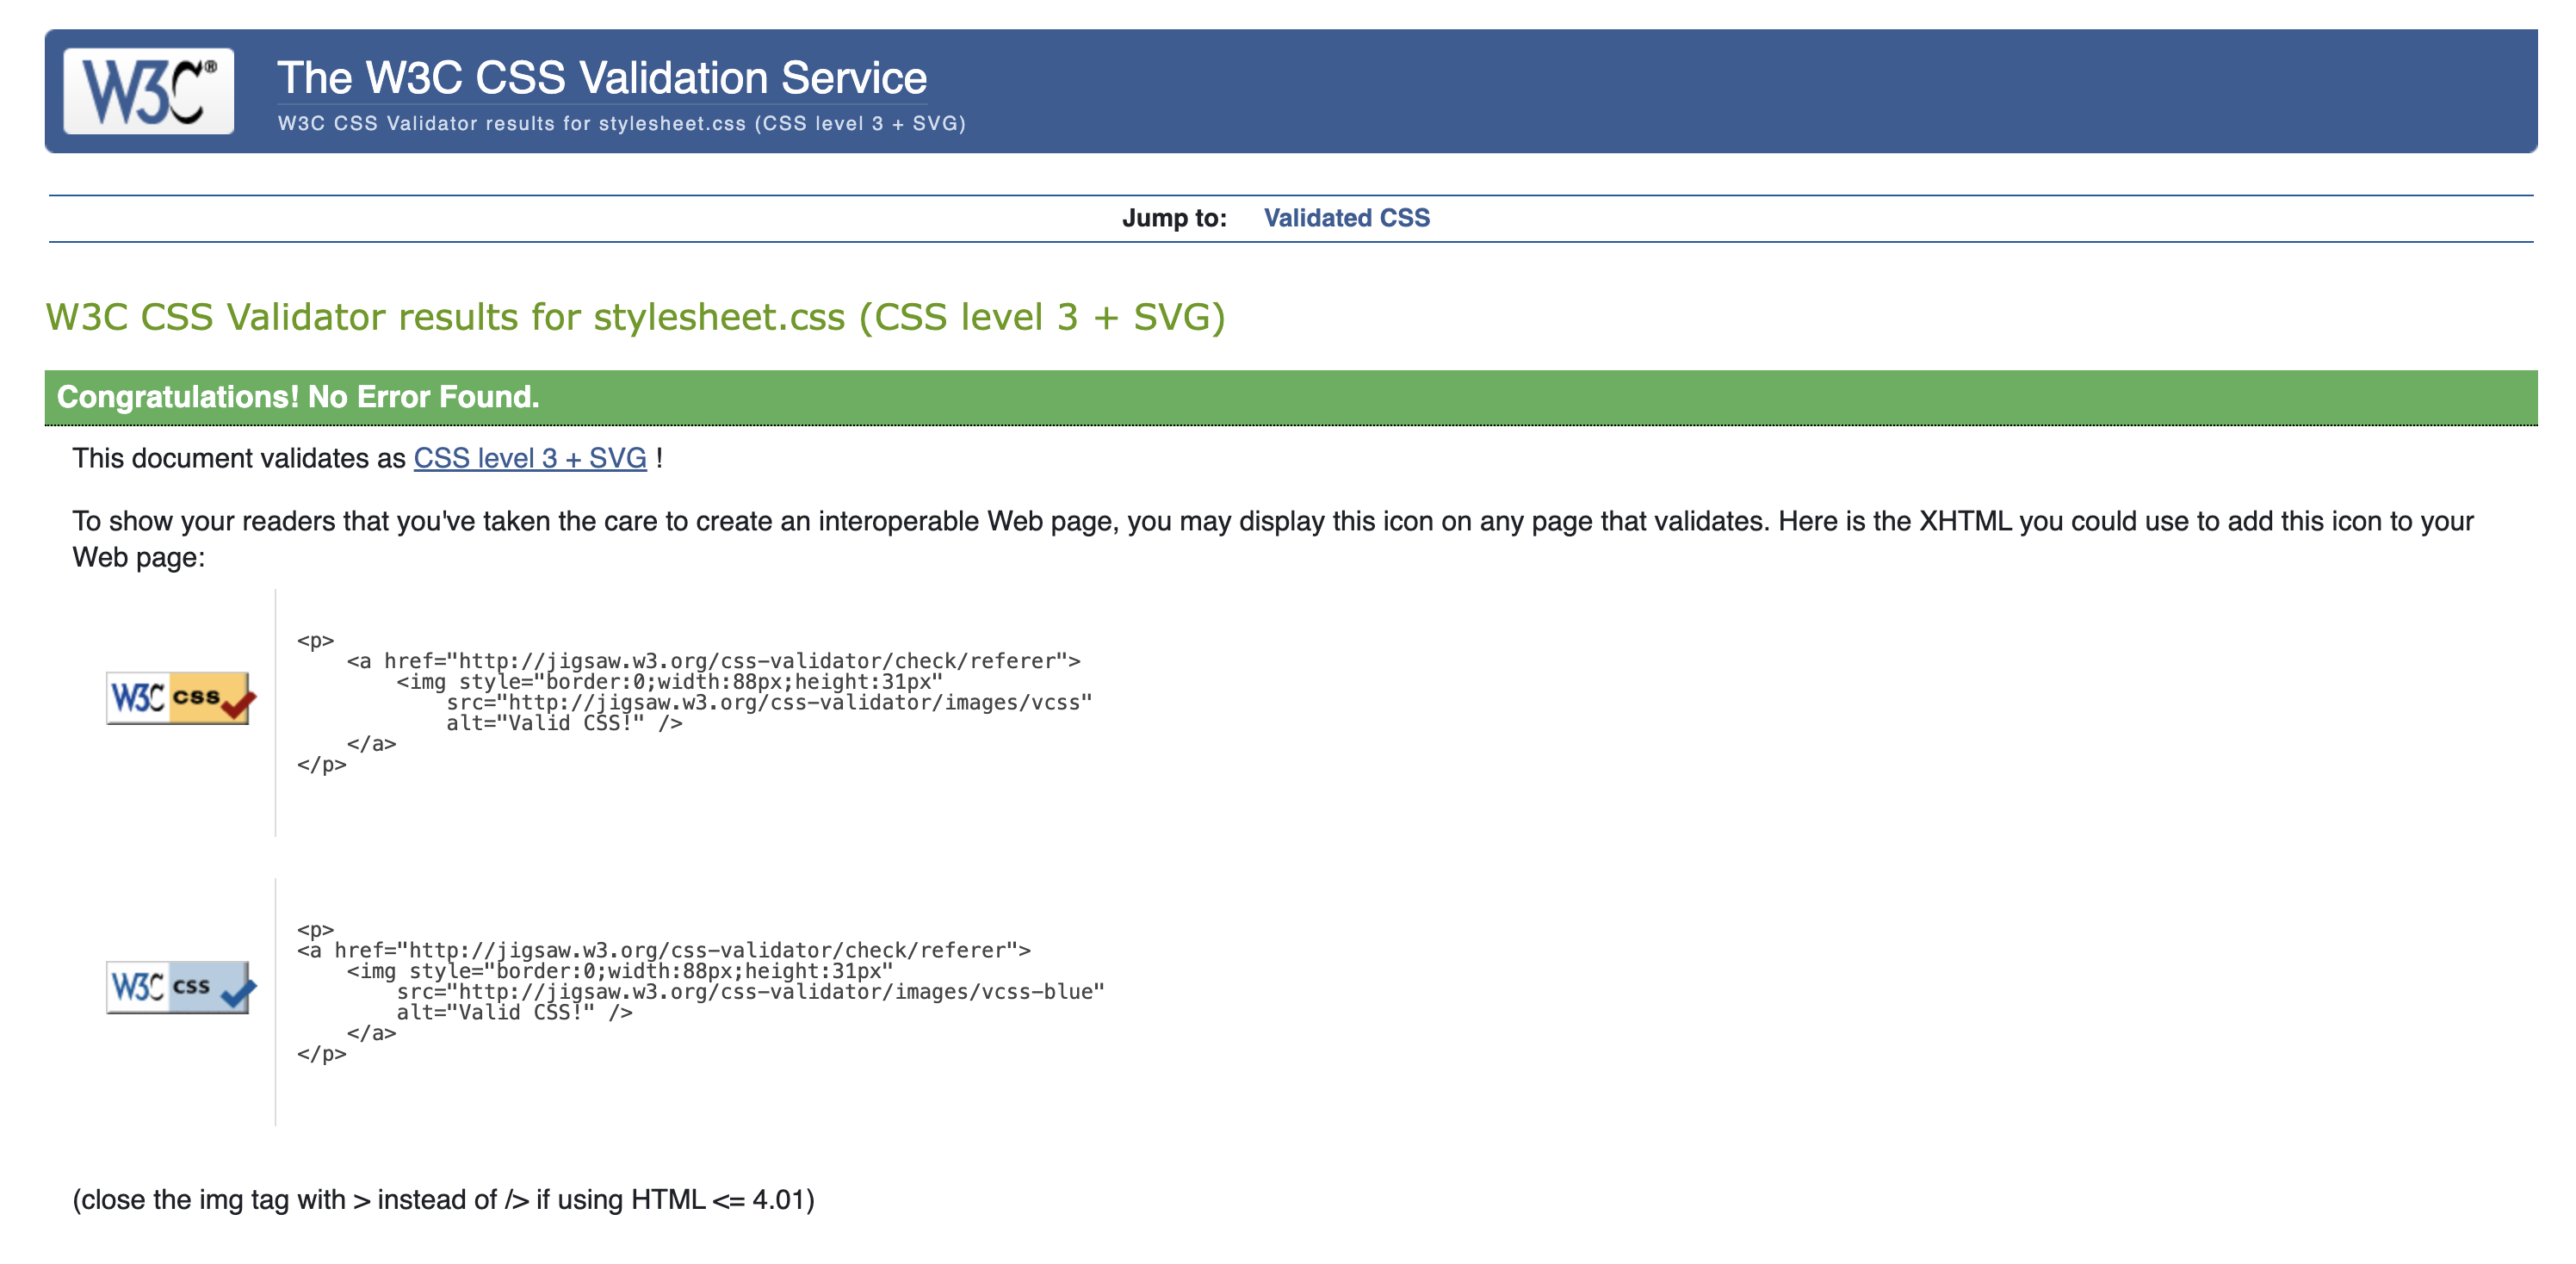 W3C®
The W3C CSS Validation Service
W3C CSS Validator results for stylesheet.css (CSS level 3 + SVG)
Jump to: Validated CSS
W3C CSS Validator results for stylesheet.css (CSS level 3 + SVG)
Congratulations! No Error Found.
This document validates as CSS level 3 + SVG !
To show your readers that you've taken the care to create an interoperable Web page, you may display this icon on any page that validates. Here is the XHTML you could use to add this icon to your
Web page:
W3C css
<p>
    <a href="http://jigsaw.w3.org/css-validator/check/referer">
        <img style="border:0;width:88px;height:31px"
            src="http://jigsaw.w3.org/css-validator/images/vcss"
            alt="Valid CSS!" />
    </a>
</p>
W3C css
<p>
<a href="http://jigsaw.w3.org/css-validator/check/referer">
    <img style="border:0;width:88px;height:31px"
        src="http://jigsaw.w3.org/css-validator/images/vcss-blue"
        alt="Valid CSS!" />
    </a>
</p>
(close the img tag with > instead of /> if using HTML <= 4.01)